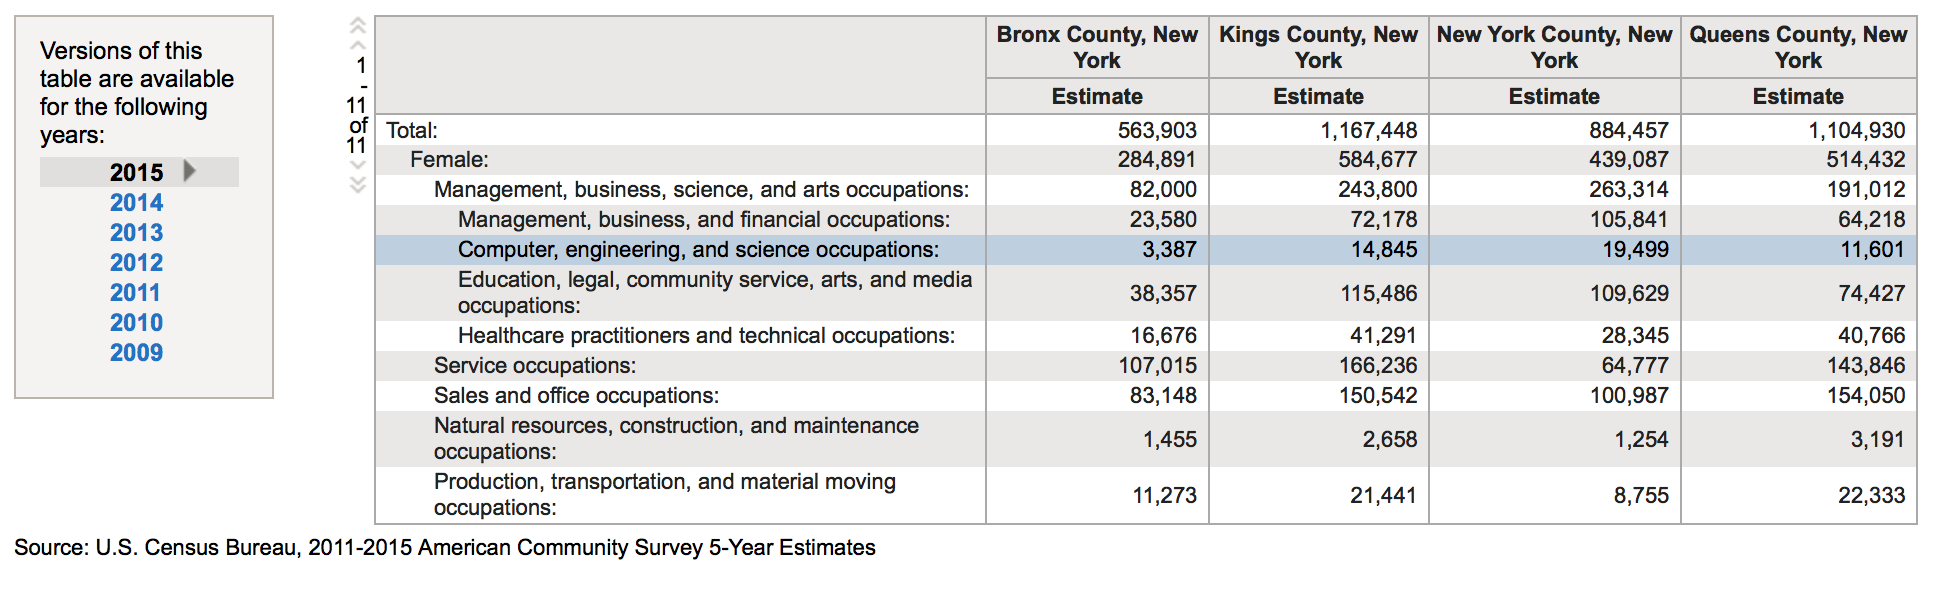 Versions of this
table are available
for the following
years:
2015
2014
2013
2012
2011
2010
2009
1
-
11
of
11
Bronx County, New York Kings County, New York New York County, New York Queens County, New York
Estimate Estimate Estimate Estimate
Total: 563,903 1,167,448 884,457 1,104,930
Female: 284,891 584,677 439,087 514,432
Management, business, science, and arts occupations: 82,000 243,800 263,314 191,012
Management, business, and financial occupations: 23,580 72,178 105,841 64,218
Computer, engineering, and science occupations: 3,387 14,845 19,499 11,601
Education, legal, community service, arts, and media
occupations: 38,357 115,486 109,629 74,427
Healthcare practitioners and technical occupations: 16,676 41,291 28,345 40,766
Service occupations: 107,015 166,236 64,777 143,846
Sales and office occupations: 83,148 150,542 100,987 154,050
Natural resources, construction, and maintenance
occupations: 1,455 2,658 1,254 3,191
Production, transportation, and material moving
occupations: 11,273 21,441 8,755 22,333
Source: U.S. Census Bureau, 2011-2015 American Community Survey 5-Year Estimates